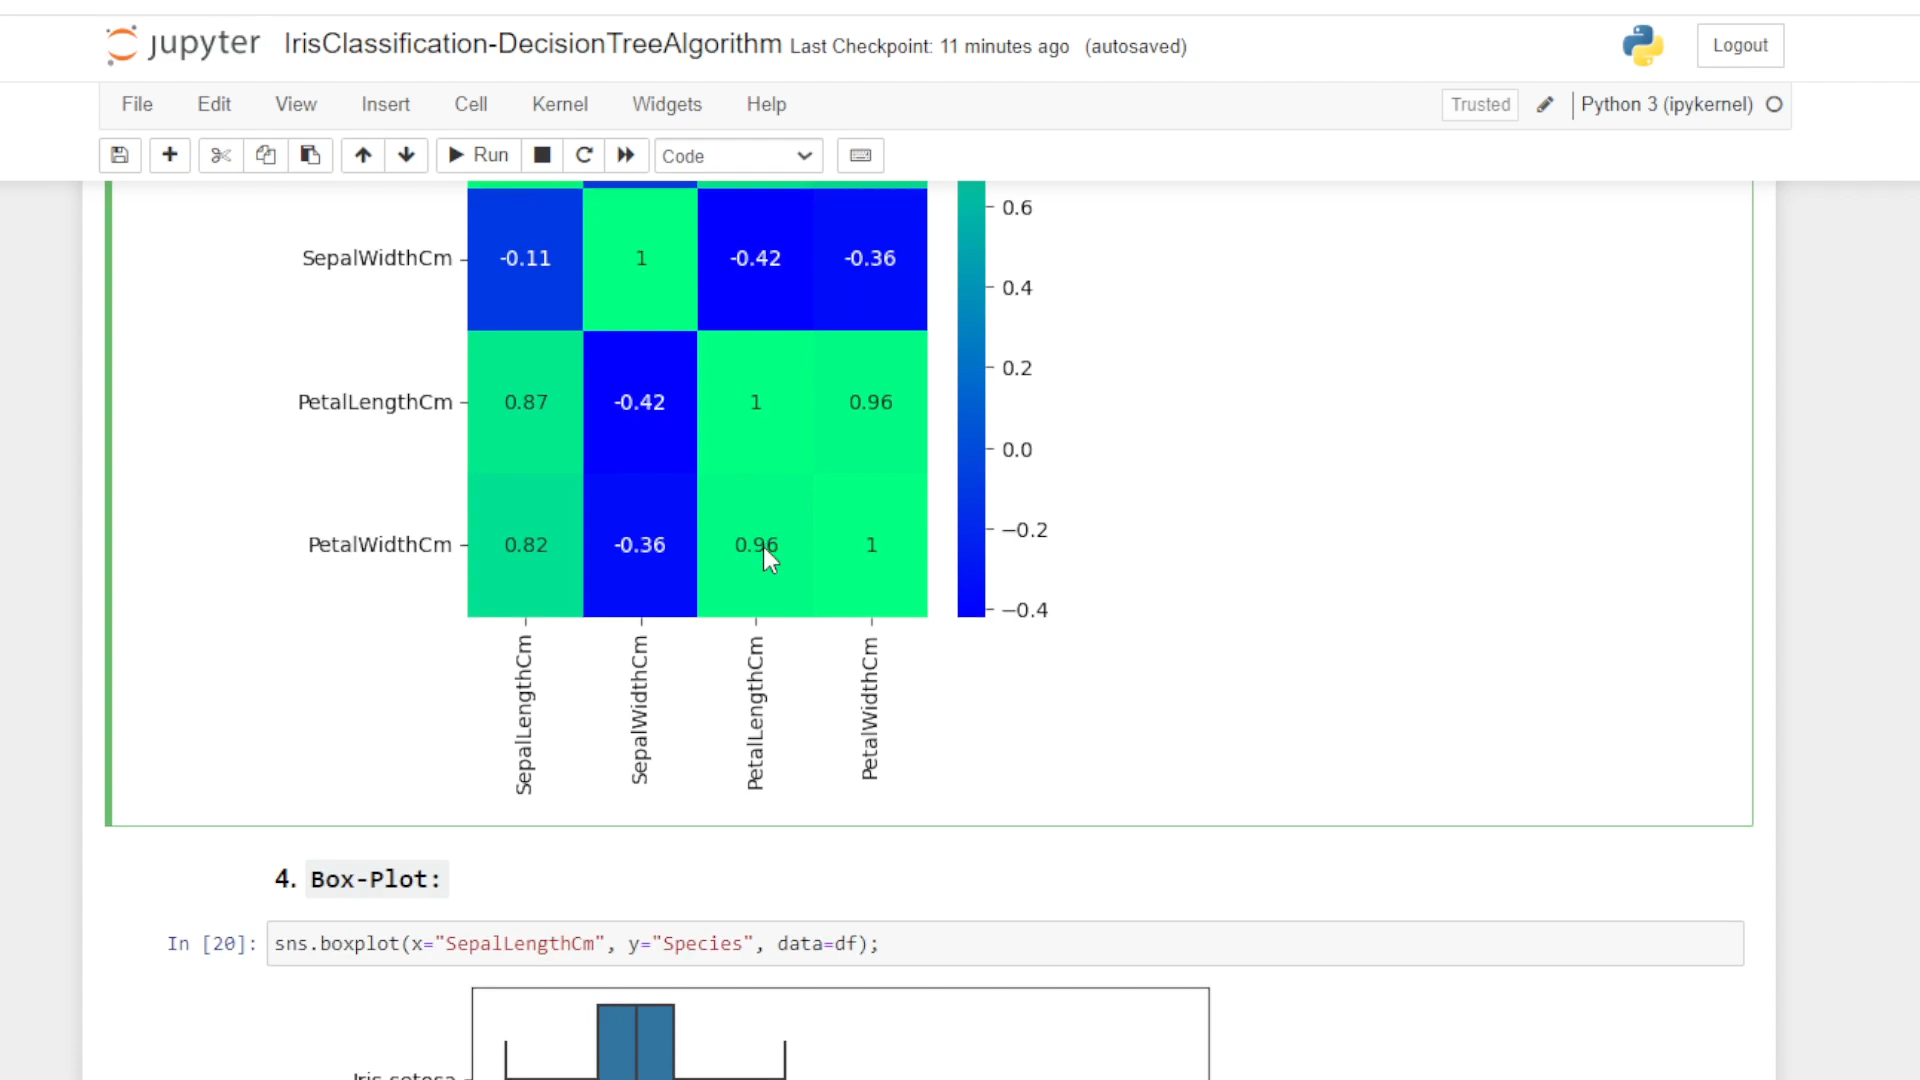 jupyter IrisClassification-DecisionTreeAlgorithm Last Checkpoint: 11 minutes ago (autosaved) Logout
File Edit View Insert Cell Kernel Widgets Help Trusted Python 3 (ipykernel)
Run Code
0.6
SepalWidthCm -0.11 1 -0.42 -0.36
0.4
0.2
PetalLengthCm 0.87 -0.42 1 0.96
0.0
−0.2
PetalWidthCm 0.82 -0.36 0.96 1
−0.4
SepalLengthCm SepalWidthCm PetalLengthCm PetalWidthCm
4. Box-Plot:
In [20]: sns.boxplot(x="SepalLengthCm", y="Species", data=df);
Iris-setosa